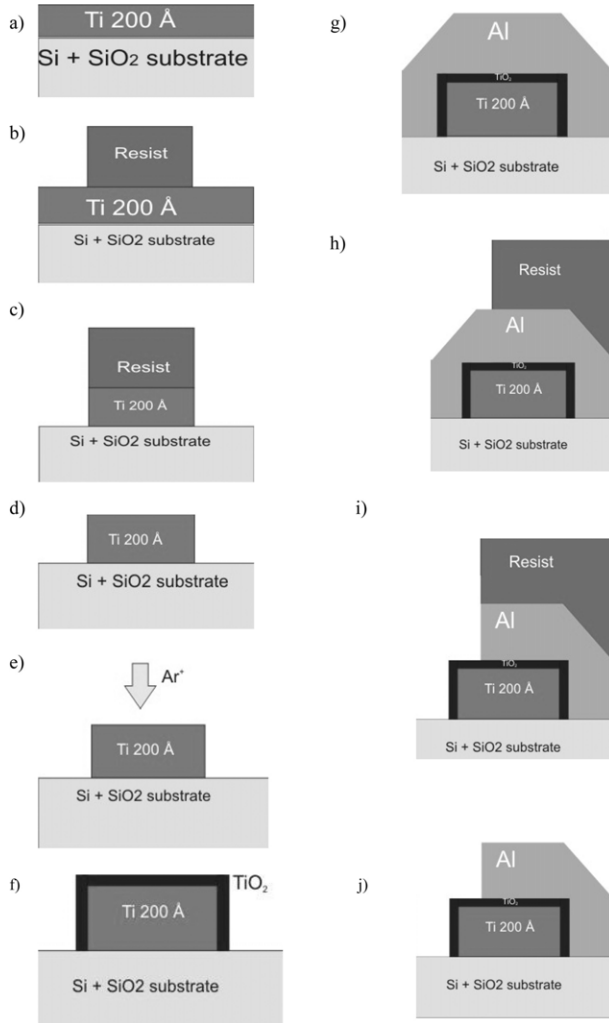 a)
Ti 200 Å
Si + SiO₂ substrate
b)
Resist
Ti 200 Å
Si + SiO2 substrate
c)
Resist
Ti 200 Å
Si + SiO2 substrate
d)
Ti 200 Å
Si + SiO2 substrate
e)
Ar⁺
Ti 200 Å
Si + SiO2 substrate
f)
TiO₂
Ti 200 Å
Si + SiO2 substrate
g)
Al
TiO₂
Ti 200 Å
Si + SiO2 substrate
h)
Resist
Al
TiO₂
Ti 200 Å
Si + SiO2 substrate
i)
Resist
Al
TiO₂
Ti 200 Å
Si + SiO2 substrate
j)
Al
TiO₂
Ti 200 Å
Si + SiO2 substrate